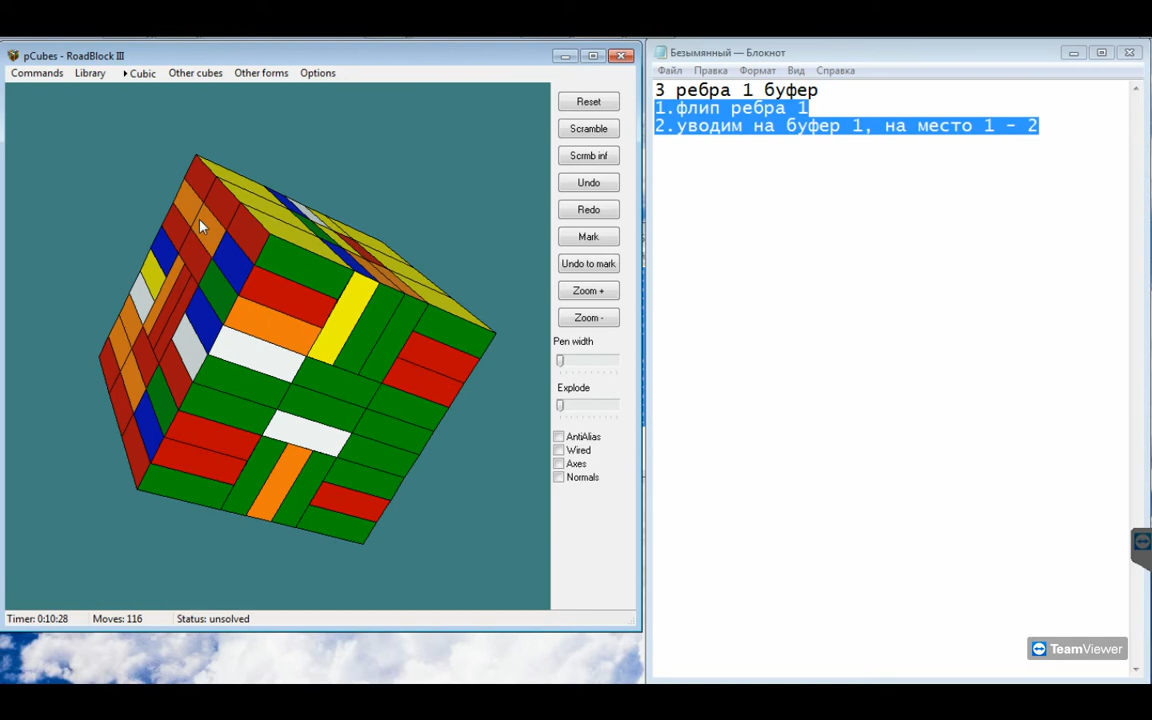 pCubes - RoadBlock III
Commands Library Cubic Other cubes Other forms Options
Reset
Scramble
Scrmb inf
Undo
Redo
Mark
Undo to mark
Zoom +
Zoom -
Pen width
Explode
AntiAlias
Wired
Axes
Normals
Timer: 0:10:28 Moves: 116 Status: unsolved
Безымянный — Блокнот
Файл Правка Формат Вид Справка
3 ребра 1 буфер
1.флип ребра 1
2.уводим на буфер 1, на место 1 - 2
TeamViewer